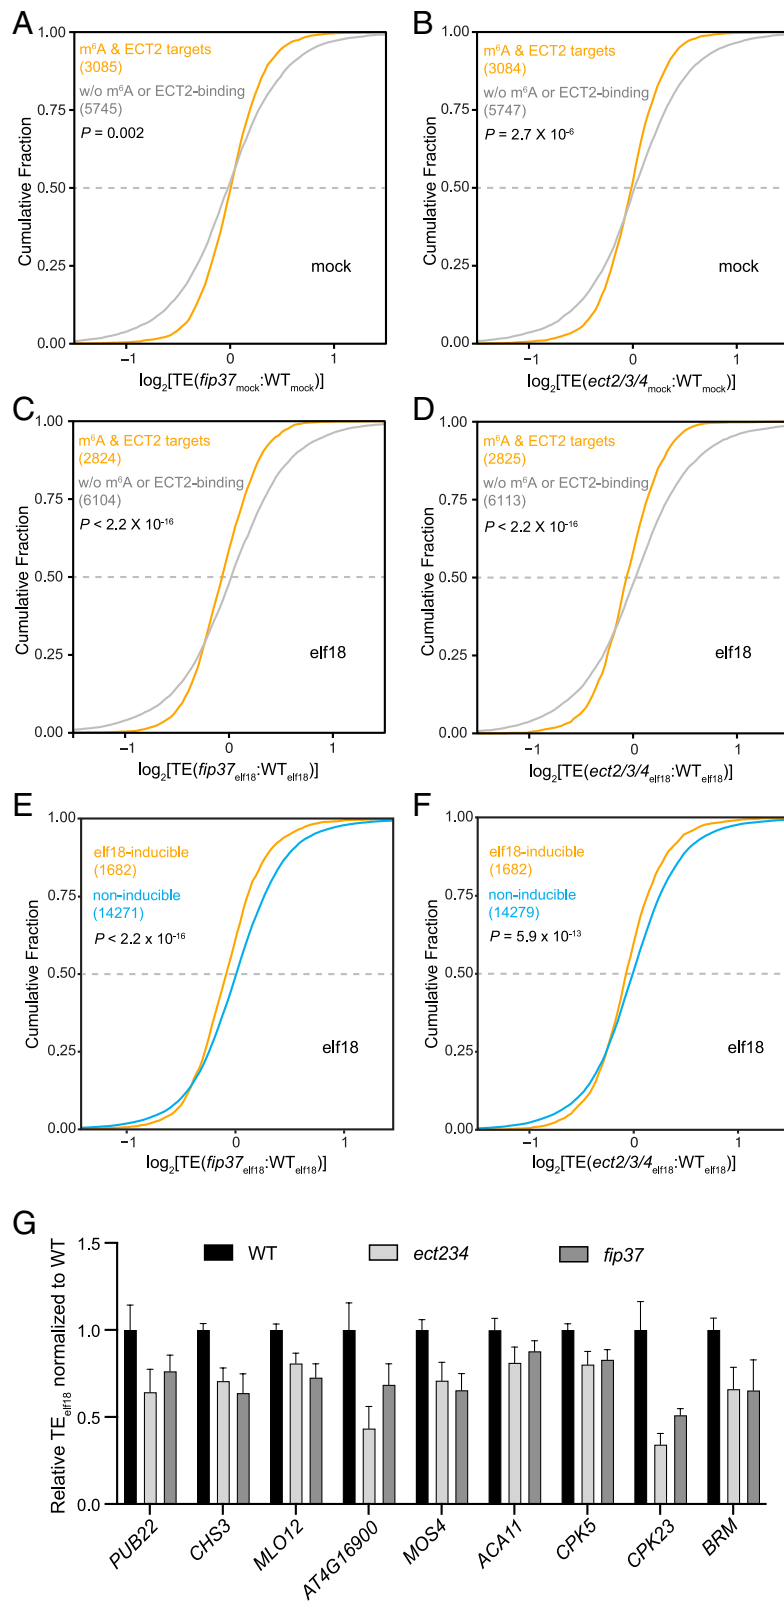 A
m⁶A & ECT2 targets
(3085)
w/o m⁶A or ECT2-binding
(5745)
P = 0.002
mock
Cumulative Fraction
1.00
0.75
0.50
0.25
0.00
−1
0
1
log₂[TE(fip37mock:WTmock)]
B
m⁶A & ECT2 targets
(3084)
w/o m⁶A or ECT2-binding
(5747)
P = 2.7 X 10⁻⁶
mock
Cumulative Fraction
1.00
0.75
0.50
0.25
0.00
−1
0
1
log₂[TE(ect2/3/4mock:WTmock)]
C
m⁶A & ECT2 targets
(2824)
w/o m⁶A or ECT2-binding
(6104)
P < 2.2 X 10⁻¹⁶
elf18
Cumulative Fraction
1.00
0.75
0.50
0.25
0.00
−1
0
1
log₂[TE(fip37elf18:WTelf18)]
D
m⁶A & ECT2 targets
(2825)
w/o m⁶A or ECT2-binding
(6113)
P < 2.2 X 10⁻¹⁶
elf18
Cumulative Fraction
1.00
0.75
0.50
0.25
0.00
−1
0
1
log₂[TE(ect2/3/4elf18:WTelf18)]
E
elf18-inducible
(1682)
non-inducible
(14271)
P < 2.2 x 10⁻¹⁶
elf18
Cumulative Fraction
1.00
0.75
0.50
0.25
0.00
−1
0
1
log₂[TE(fip37elf18:WTelf18)]
F
elf18-inducible
(1682)
non-inducible
(14279)
P = 5.9 x 10⁻¹³
elf18
Cumulative Fraction
1.00
0.75
0.50
0.25
0.00
−1
0
1
log₂[TE(ect2/3/4elf18:WTelf18)]
G
WT
ect234
fip37
Relative TEelf18 normalized to WT
1.5
1.0
0.5
0.0
PUB22
CHS3
MLO12
AT4G16900
MOS4
ACA11
CPK5
CPK23
BRM